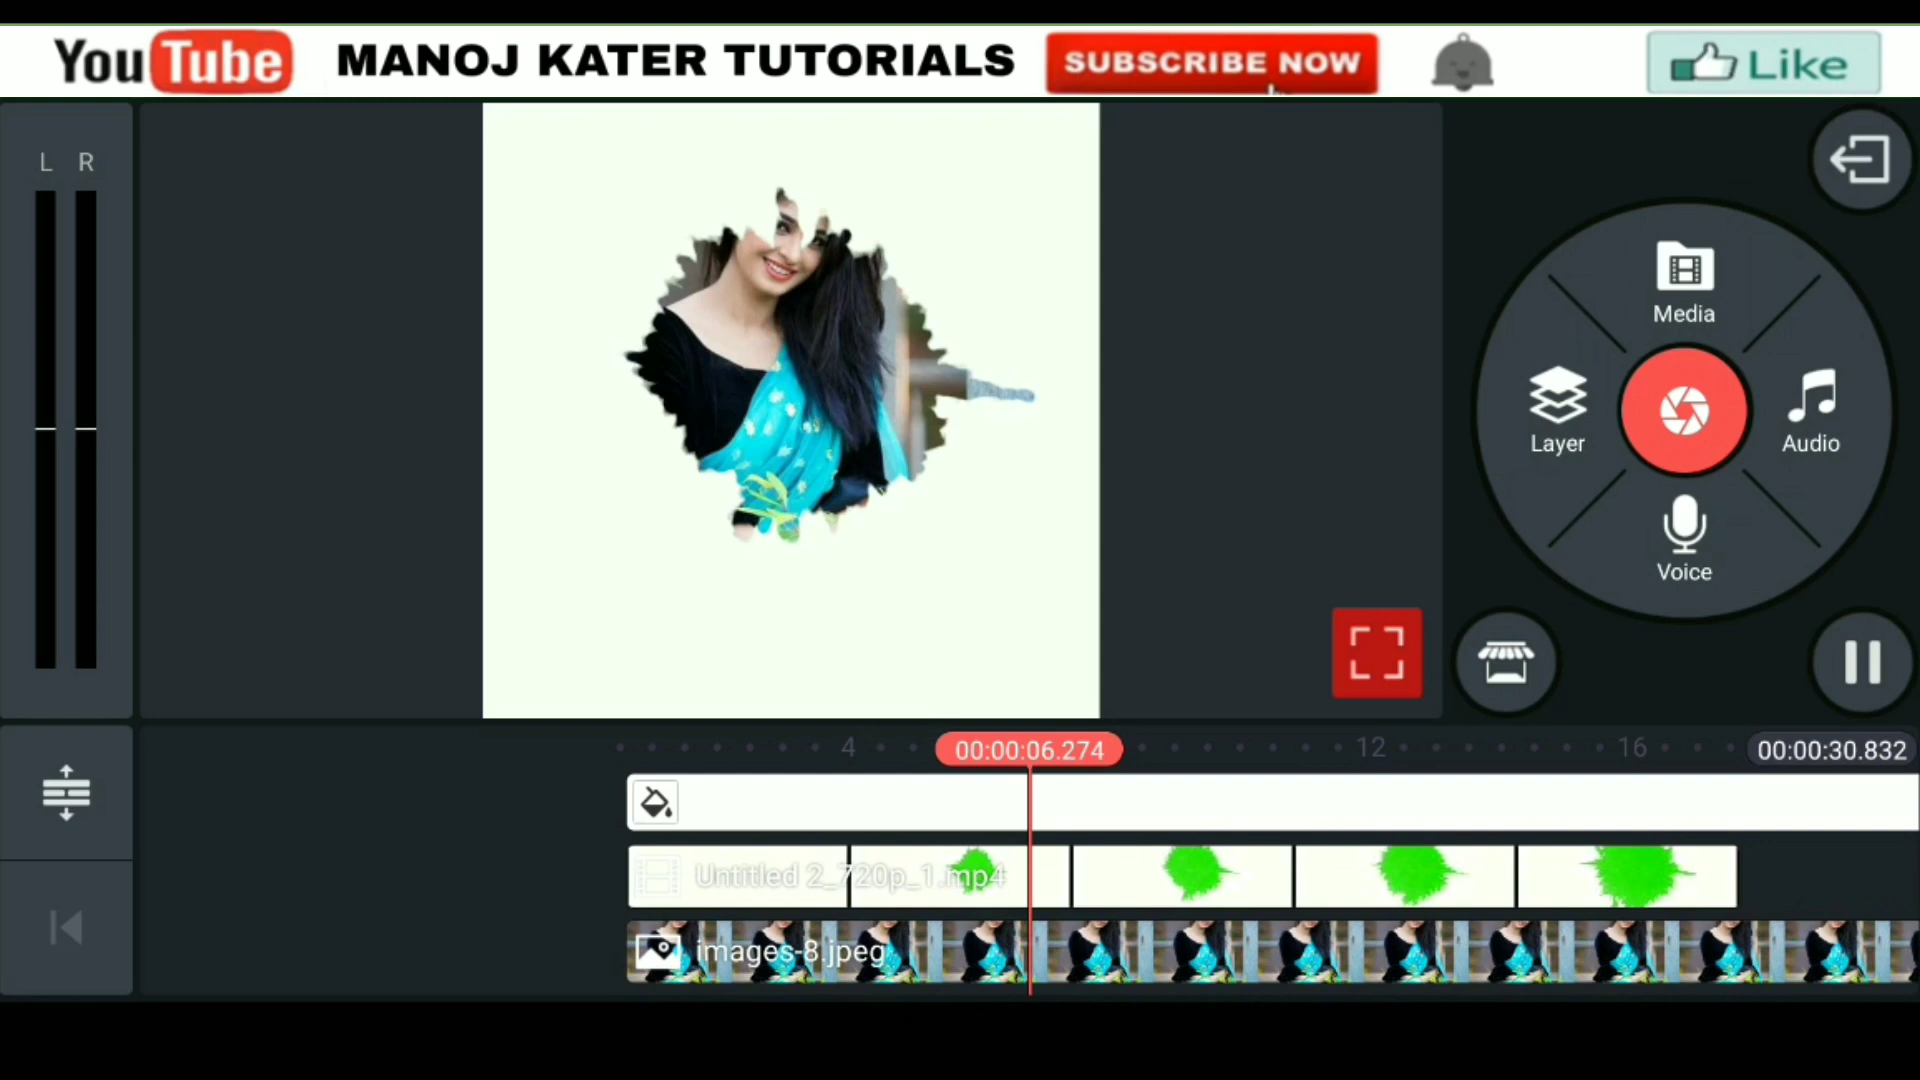 YouTube MANOJ KATER TUTORIALS SUBSCRIBE NOW Like
L R
Media
Layer
Audio
Voice
4 00:00:06.274 12 16 00:00:30.832
Untitled 2_720p_1.mp4
images-8.jpeg